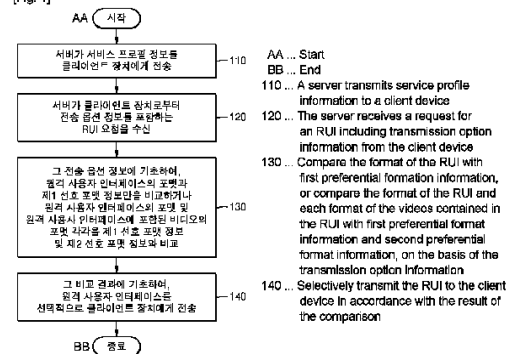 [Fig. 1]
AA 시작
서버가 서비스 프로필 정보를
클라이언트 장치에게 전송
110
서버가 클라이언트 장치로부터
전송 옵션 정보를 포함하는
RUI 요청을 수신
120
그 전송 옵션 정보에 기초하여,
원격 사용자 인터페이스의 포맷과
제1 선호 포맷 정보만을 비교하거나
원격 사용자 인터페이스의 포맷 및
원격 사용자 인터페이스에 포함된 비디오의
포맷 각각을 제1 선호 포맷 정보
및 제2 선호 포맷 정보와 비교
130
그 비교 결과에 기초하여,
원격 사용자 인터페이스를
선택적으로 클라이언트 장치에게 전송
140
BB 종료
AA ... Start
BB ... End
110 ... A server transmits service profile
information to a client device
120 ... The server receives a request for
an RUI including transmission option
information from the client device
130 ... Compare the format of the RUI with
first preferential formation information,
or compare the format of the RUI and
each format of the videos contained in
the RUI with first preferential format
information and second preferential
format information, on the basis of the
transmission option information
140 ... Selectively transmit the RUI to the client
device in accordance with the result of
the comparison